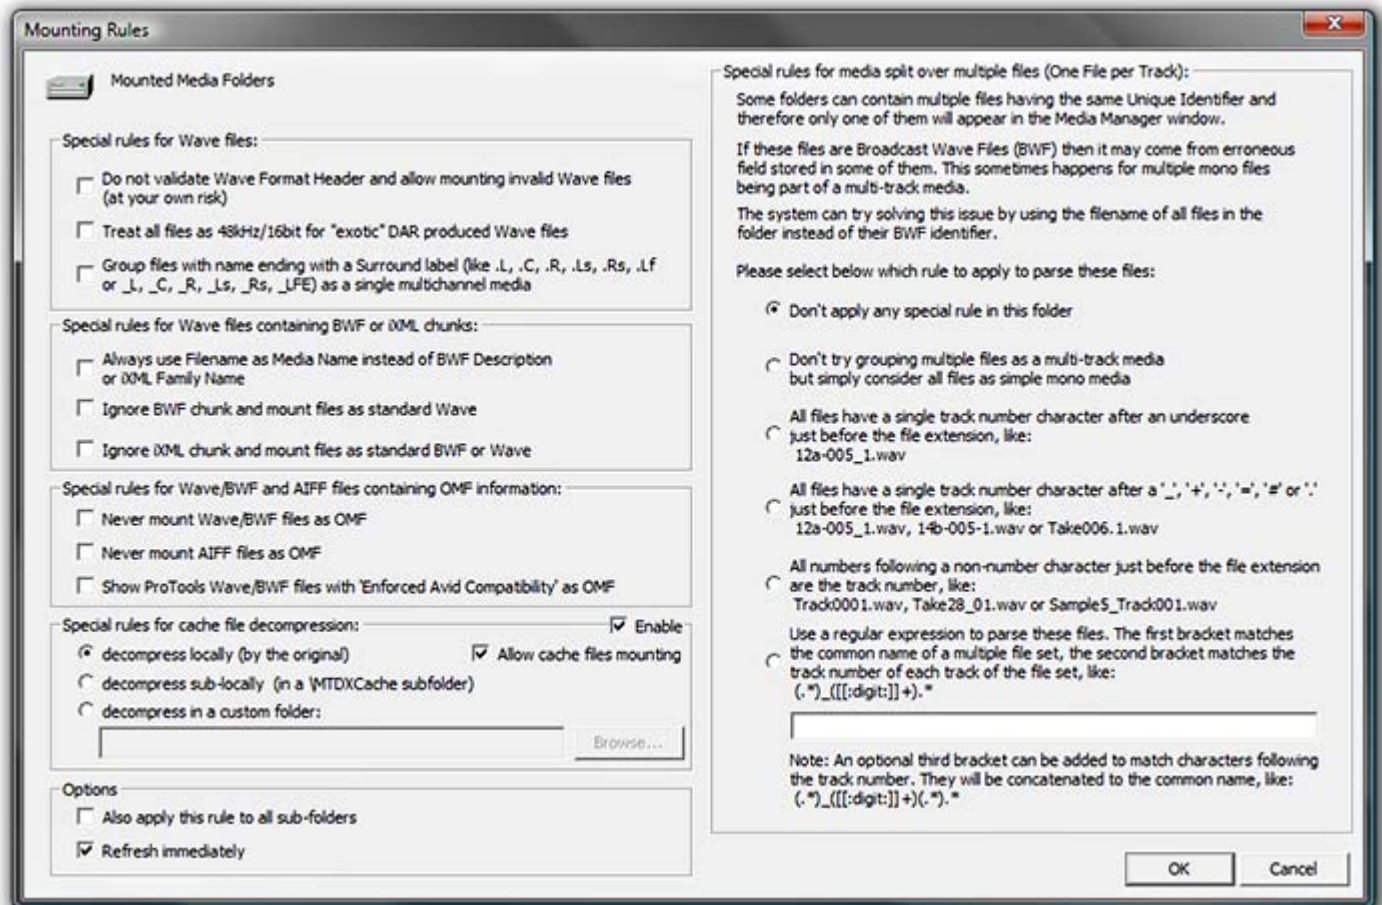 Mounting Rules
Mounted Media Folders
Special rules for Wave files:
Do not validate Wave Format Header and allow mounting invalid Wave files
(at your own risk)
Treat all files as 48kHz/16bit for "exotic" DAR produced Wave files
Group files with name ending with a Surround label (like .L, .C, .R, .Ls, .Rs, .Lf
or _L, _C, _R, _Ls, _Rs, _LFE) as a single multichannel media
Special rules for Wave files containing BWF or iXML chunks:
Always use Filename as Media Name instead of BWF Description
or iXML Family Name
Ignore BWF chunk and mount files as standard Wave
Ignore iXML chunk and mount files as standard BWF or Wave
Special rules for Wave/BWF and AIFF files containing OMF information:
Never mount Wave/BWF files as OMF
Never mount AIFF files as OMF
Show ProTools Wave/BWF files with 'Enforced Avid Compatibility' as OMF
Special rules for cache file decompression:
Enable
decompress locally (by the original)
Allow cache files mounting
decompress sub-locally (in a \MTDXCache subfolder)
decompress in a custom folder:
Browse...
Options
Also apply this rule to all sub-folders
Refresh immediately
Special rules for media split over multiple files (One File per Track):
Some folders can contain multiple files having the same Unique Identifier and
therefore only one of them will appear in the Media Manager window.
If these files are Broadcast Wave Files (BWF) then it may come from erroneous
field stored in some of them. This sometimes happens for multiple mono files
being part of a multi-track media.
The system can try solving this issue by using the filename of all files in the
folder instead of their BWF identifier.
Please select below which rule to apply to parse these files:
Don't apply any special rule in this folder
Don't try grouping multiple files as a multi-track media
but simply consider all files as simple mono media
All files have a single track number character after an underscore
just before the file extension, like:
12a-005_1.wav
All files have a single track number character after a '_', '+', '-', '=', '#' or '.'
just before the file extension, like:
12a-005_1.wav, 14b-005-1.wav or Take006.1.wav
All numbers following a non-number character just before the file extension
are the track number, like:
Track0001.wav, Take28_01.wav or Sample5_Track001.wav
Use a regular expression to parse these files. The first bracket matches
the common name of a multiple file set, the second bracket matches the
track number of each track of the file set, like:
(.*)_([[:digit:]]+).*
Note: An optional third bracket can be added to match characters following
the track number. They will be concatenated to the common name, like:
(.*)_([[:digit:]]+)(.*).*
OK
Cancel